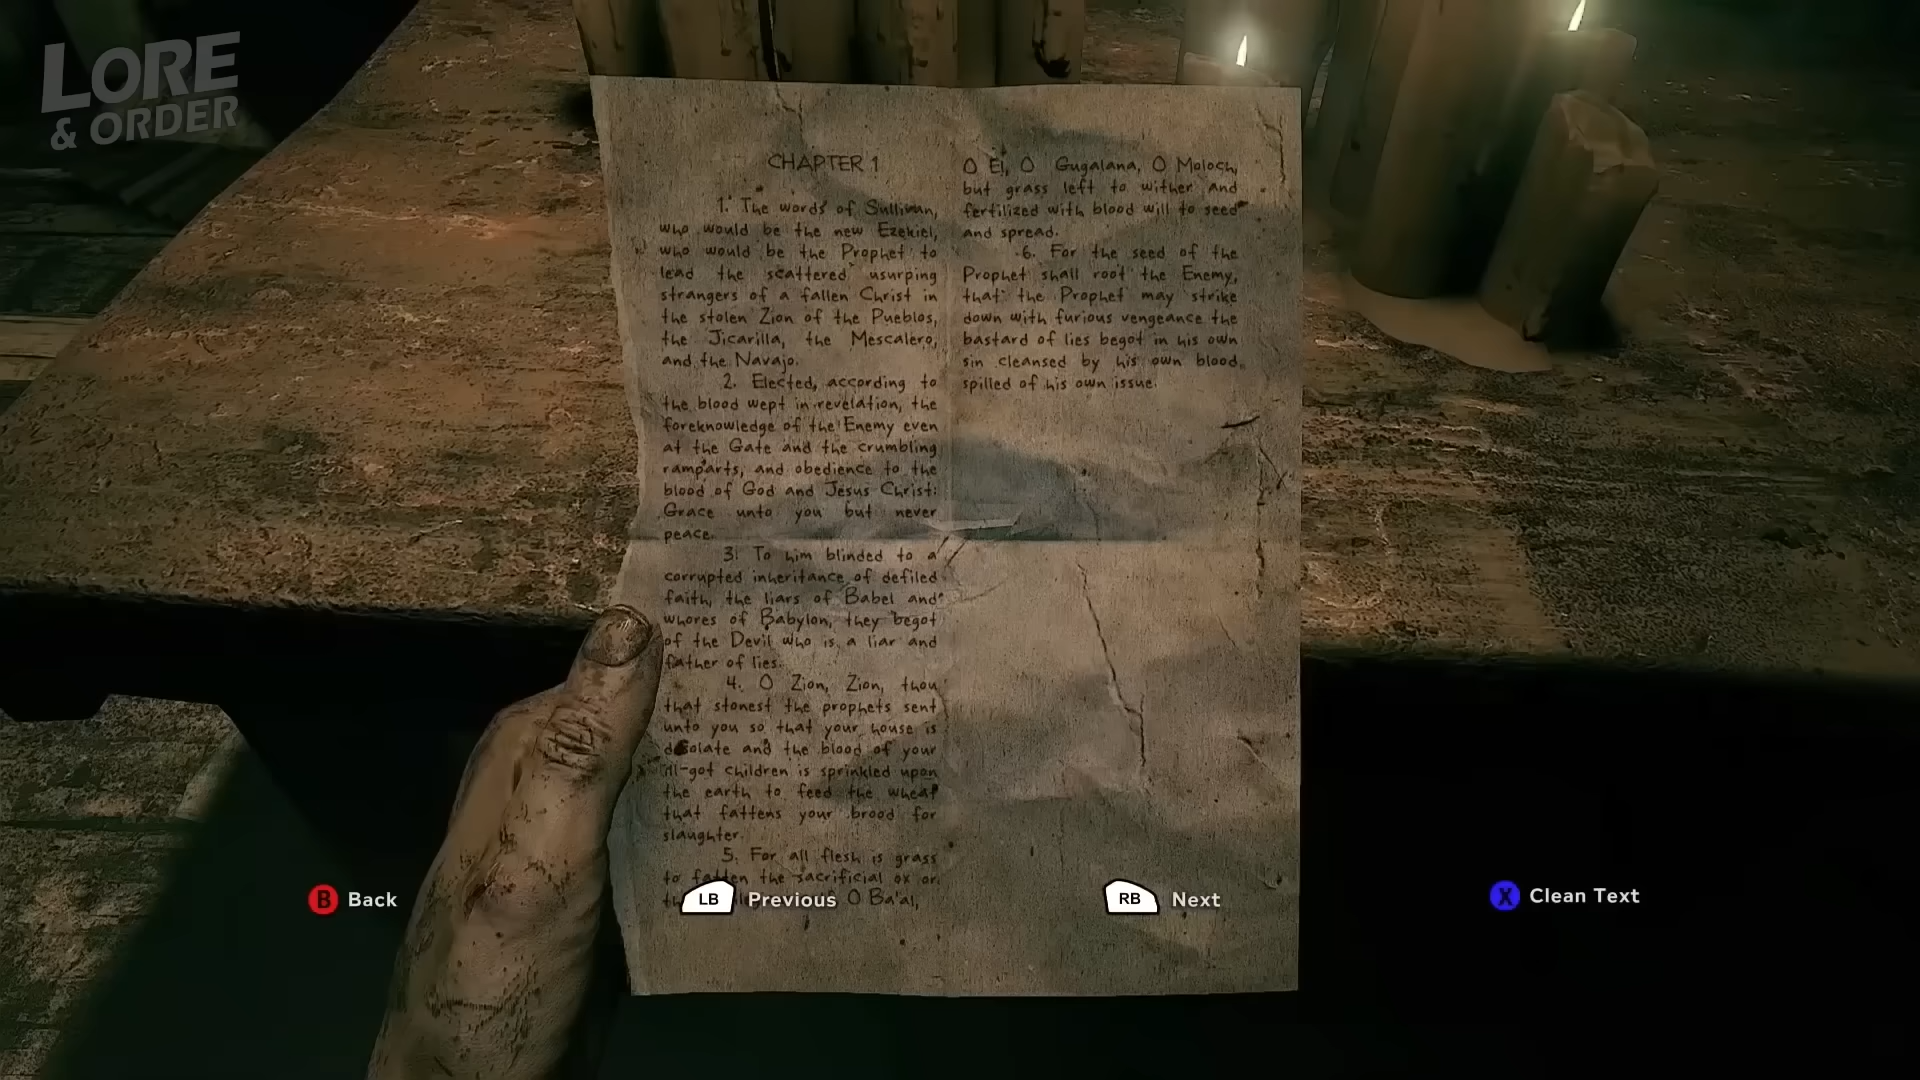 LORE
& ORDER
CHAPTER 1
1. The words of Sullivan,
who would be the new Ezekiel,
who would be the Prophet to
lead the scattered usurping
strangers of a fallen Christ in
the stolen Zion of the Pueblos,
the Jicarilla, the Mescalero,
and the Navajo.
2. Elected, according to
the blood wept in revelation, the
foreknowledge of the Enemy even
at the Gate and the crumbling
ramparts, and obedience to the
blood of God and Jesus Christ:
Grace unto you but never
peace.
3. To him blinded to a
corrupted inheritance of defiled
faith, the liars of Babel and
whores of Babylon, they begot
of the Devil who is a liar and
father of lies.
4. O Zion, Zion, thou
that stonest the prophets sent
unto you so that your house is
desolate and the blood of your
ill-got children is sprinkled upon
the earth to feed the wheat
that fattens your brood for
slaughter.
5. For all flesh is grass
to fatten the sacrificial ox or
O Ba'al,
O El, O Gugalana, O Moloch,
but grass left to wither and
fertilized with blood will to seed
and spread.
6. For the seed of the
Prophet shall root the Enemy,
that the Prophet may strike
down with furious vengeance the
bastard of lies begot in his own
sin cleansed by his own blood
spilled of his own issue.
B Back
LB Previous
RB Next
X Clean Text